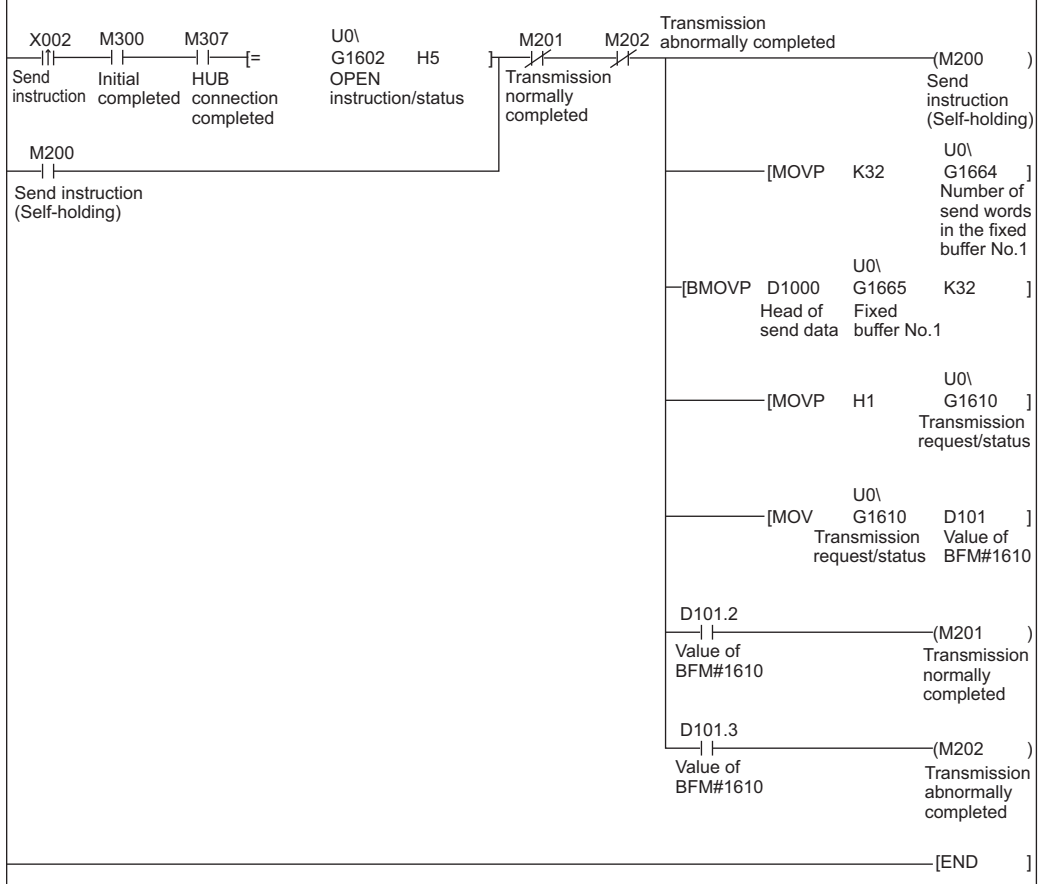 Transmission
X002 M300 M307 U0\ M201 M202 abnormally completed
[= G1602 H5 ] (M200 )
Send Initial HUB OPEN Transmission Send
instruction completed connection instruction/status normally instruction
completed completed (Self-holding)
M200
Send instruction
(Self-holding)
U0\
[MOVP K32 G1664 ]
Number of
send words
in the fixed
buffer No.1
U0\
[BMOVP D1000 G1665 K32 ]
Head of Fixed
send data buffer No.1
U0\
[MOVP H1 G1610 ]
Transmission
request/status
U0\
[MOV G1610 D101 ]
Transmission Value of
request/status BFM#1610
D101.2
(M201 )
Value of Transmission
BFM#1610 normally
completed
D101.3
(M202 )
Value of Transmission
BFM#1610 abnormally
completed
[END ]